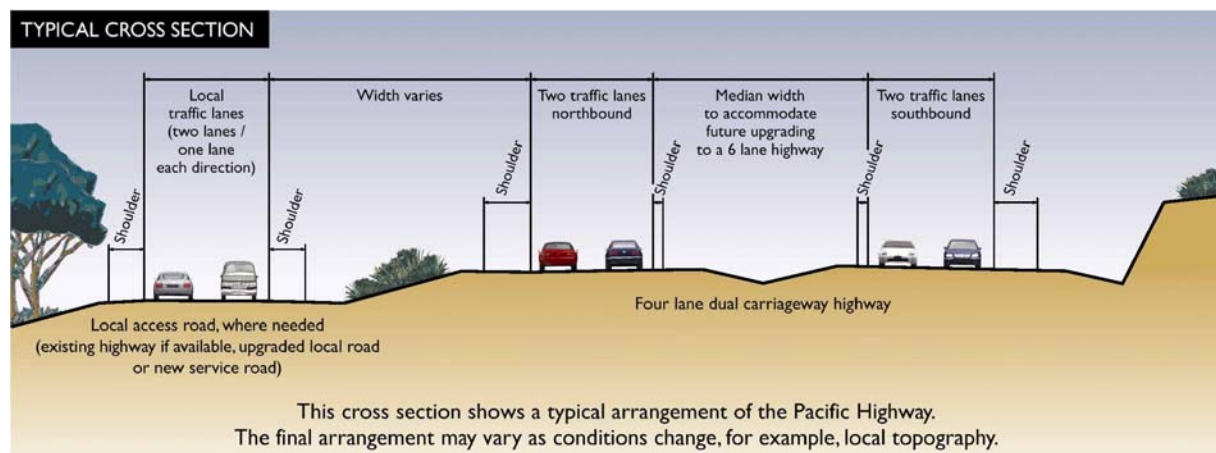 TYPICAL CROSS SECTION
Local
traffic lanes
(two lanes /
one lane
each direction)
Width varies
Two traffic lanes
northbound
Median width
to accommodate
future upgrading
to a 6 lane highway
Two traffic lanes
southbound
Shoulder
Shoulder
Shoulder
Shoulder
Shoulder
Shoulder
Four lane dual carriageway highway
Local access road, where needed
(existing highway if available, upgraded local road
or new service road)
This cross section shows a typical arrangement of the Pacific Highway.
The final arrangement may vary as conditions change, for example, local topography.